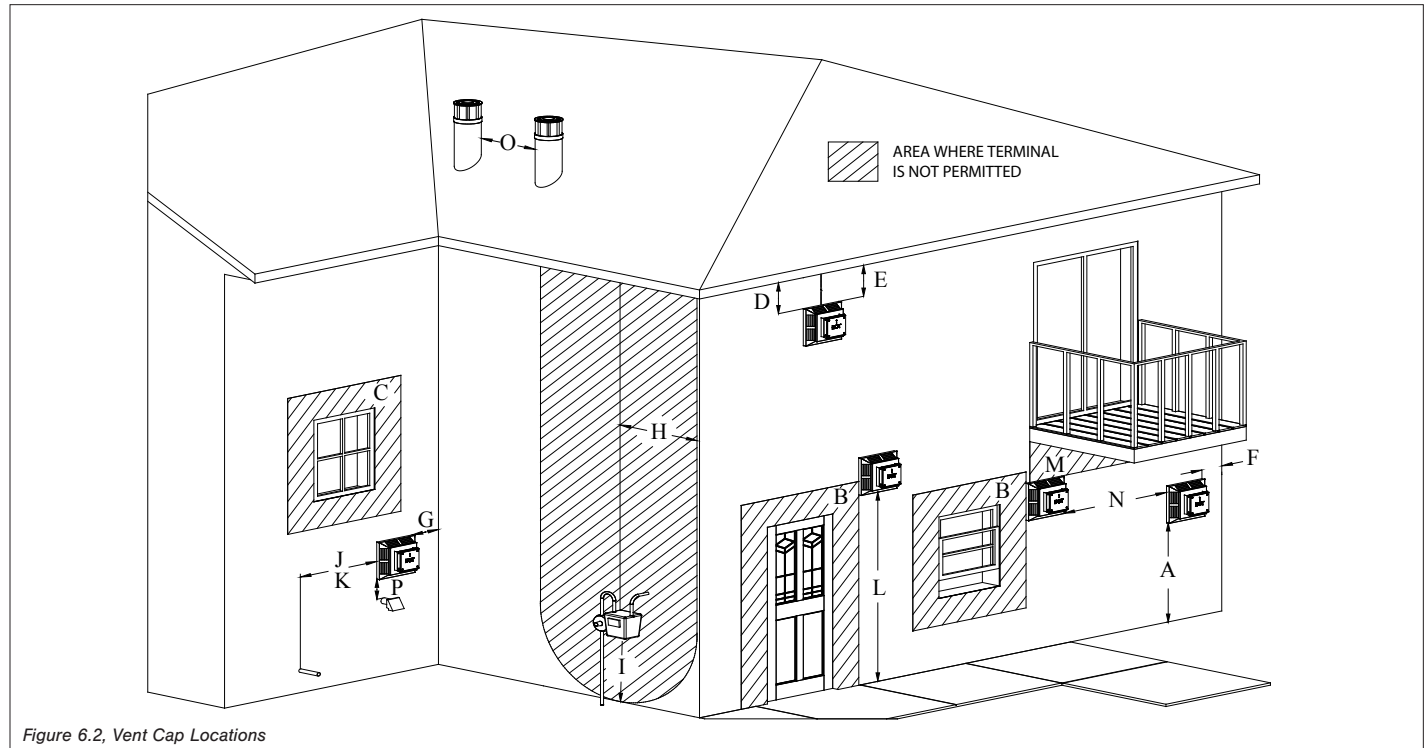 O
AREA WHERE TERMINAL
IS NOT PERMITTED
D
E
C
H
F
M
B
B
N
G
J
K
P
A
L
I
Figure 6.2, Vent Cap Locations